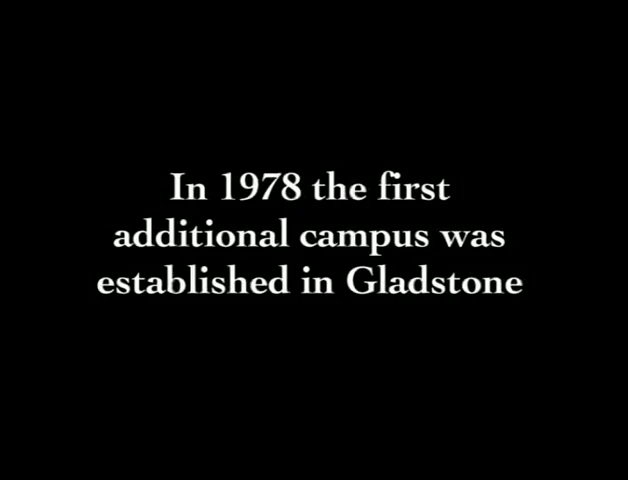 In 1978 the first
additional campus was
established in Gladstone